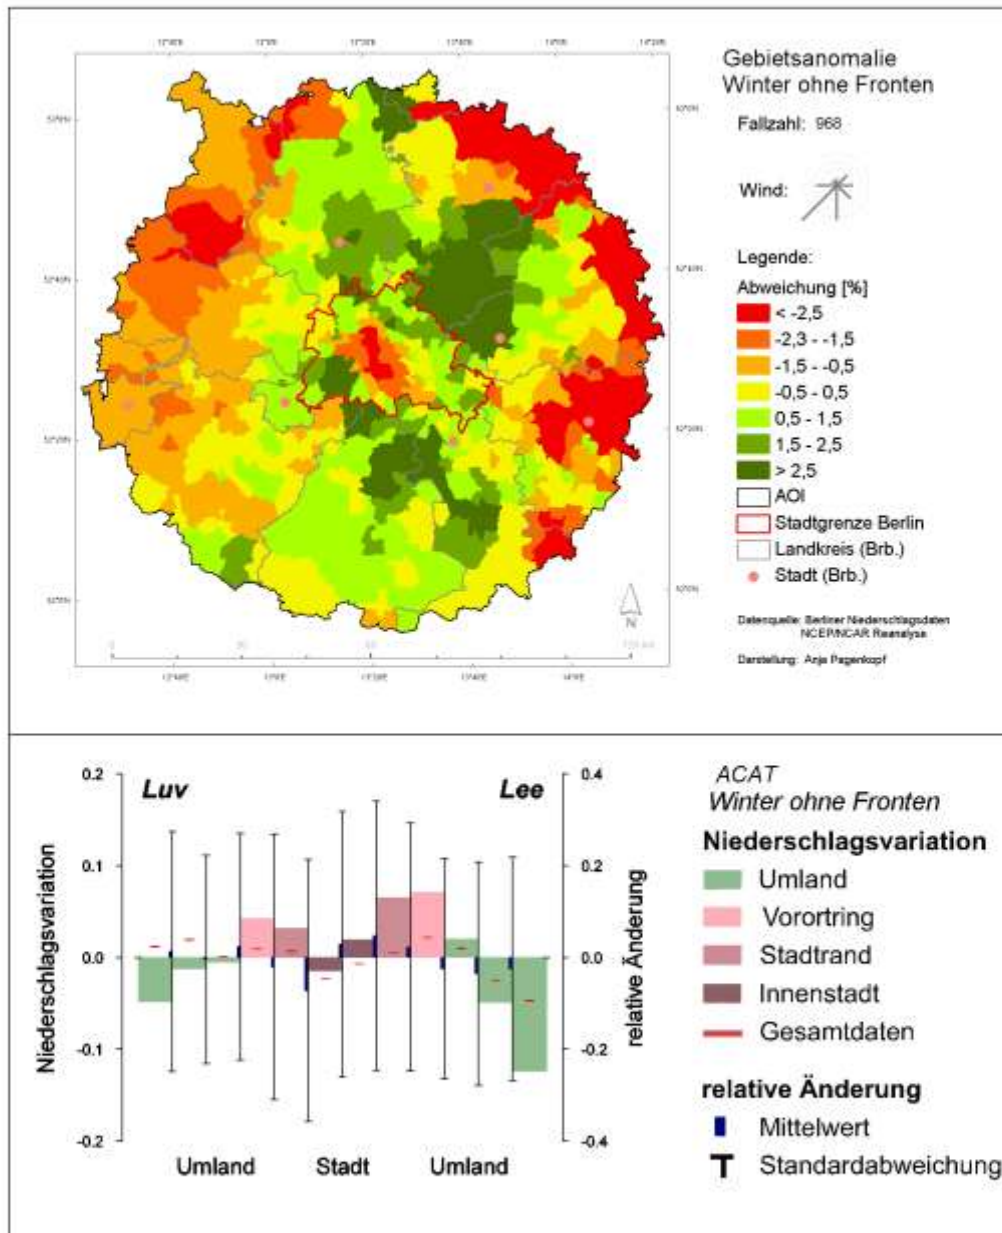 Gebietsanomalie
Winter ohne Fronten
Fallzahl: 968
Wind:
Legende:
Abweichung [%]
< -2,5
-2,3 - -1,5
-1,5 - -0,5
-0,5 - 0,5
0,5 - 1,5
1,5 - 2,5
> 2,5
AOI
Stadtgrenze Berlin
Landkreis (Brb.)
Stadt (Brb.)
N
Datenquelle: Berliner Niederschlagsdaten
NCEP/NCAR Reanalyse
Darstellung: Anja Pagenkopf
0.2
0.1
0.0
-0.1
-0.2
Niederschlagsvariation
Luv
Lee
0.4
0.2
0.0
-0.2
-0.4
relative Änderung
Umland
Stadt
Umland
ACAT
Winter ohne Fronten
Niederschlagsvariation
Umland
Vorortring
Stadtrand
Innenstadt
Gesamtdaten
relative Änderung
Mittelwert
Standardabweichung